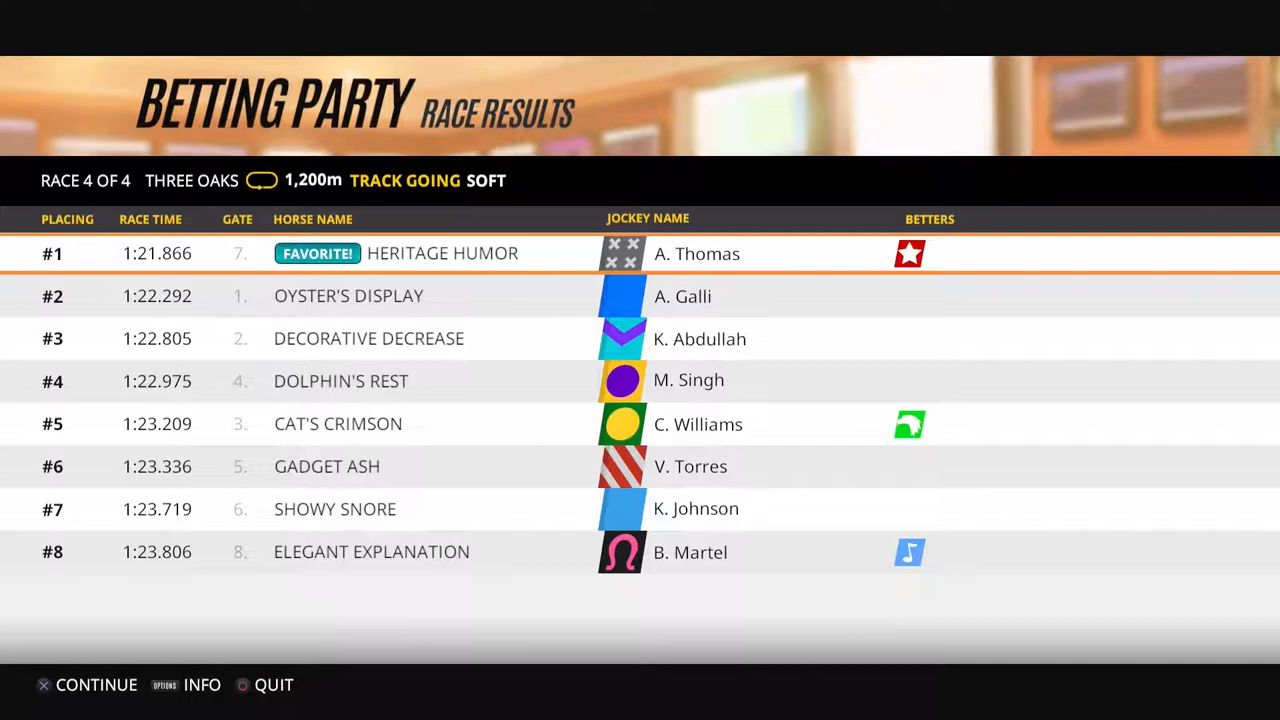 BETTING PARTY RACE RESULTS
RACE 4 OF 4 THREE OAKS 1,200m TRACK GOING SOFT
PLACING RACE TIME GATE HORSE NAME JOCKEY NAME BETTERS
#1 1:21.866 7. FAVORITE! HERITAGE HUMOR A. Thomas
#2 1:22.292 1. OYSTER'S DISPLAY A. Galli
#3 1:22.805 2. DECORATIVE DECREASE K. Abdullah
#4 1:22.975 4. DOLPHIN'S REST M. Singh
#5 1:23.209 3. CAT'S CRIMSON C. Williams
#6 1:23.336 5. GADGET ASH V. Torres
#7 1:23.719 6. SHOWY SNORE K. Johnson
#8 1:23.806 8. ELEGANT EXPLANATION B. Martel
CONTINUE OPTIONS INFO QUIT